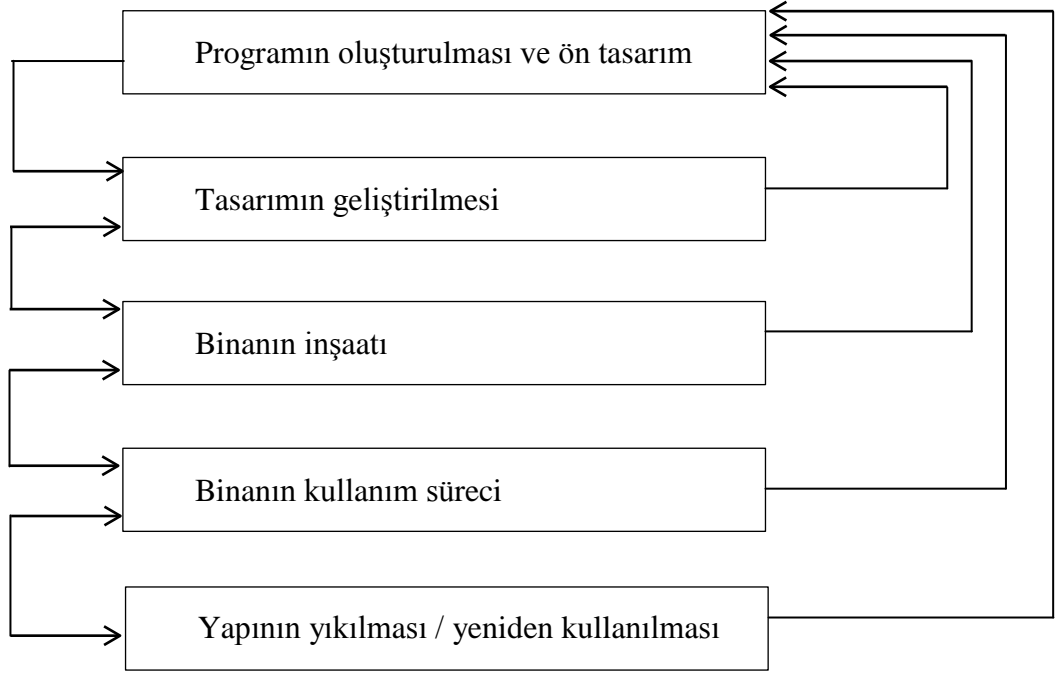 Programın oluşturulması ve ön tasarım
Tasarımın geliştirilmesi
Binanın inşaatı
Binanın kullanım süreci
Yapının yıkılması / yeniden kullanılması